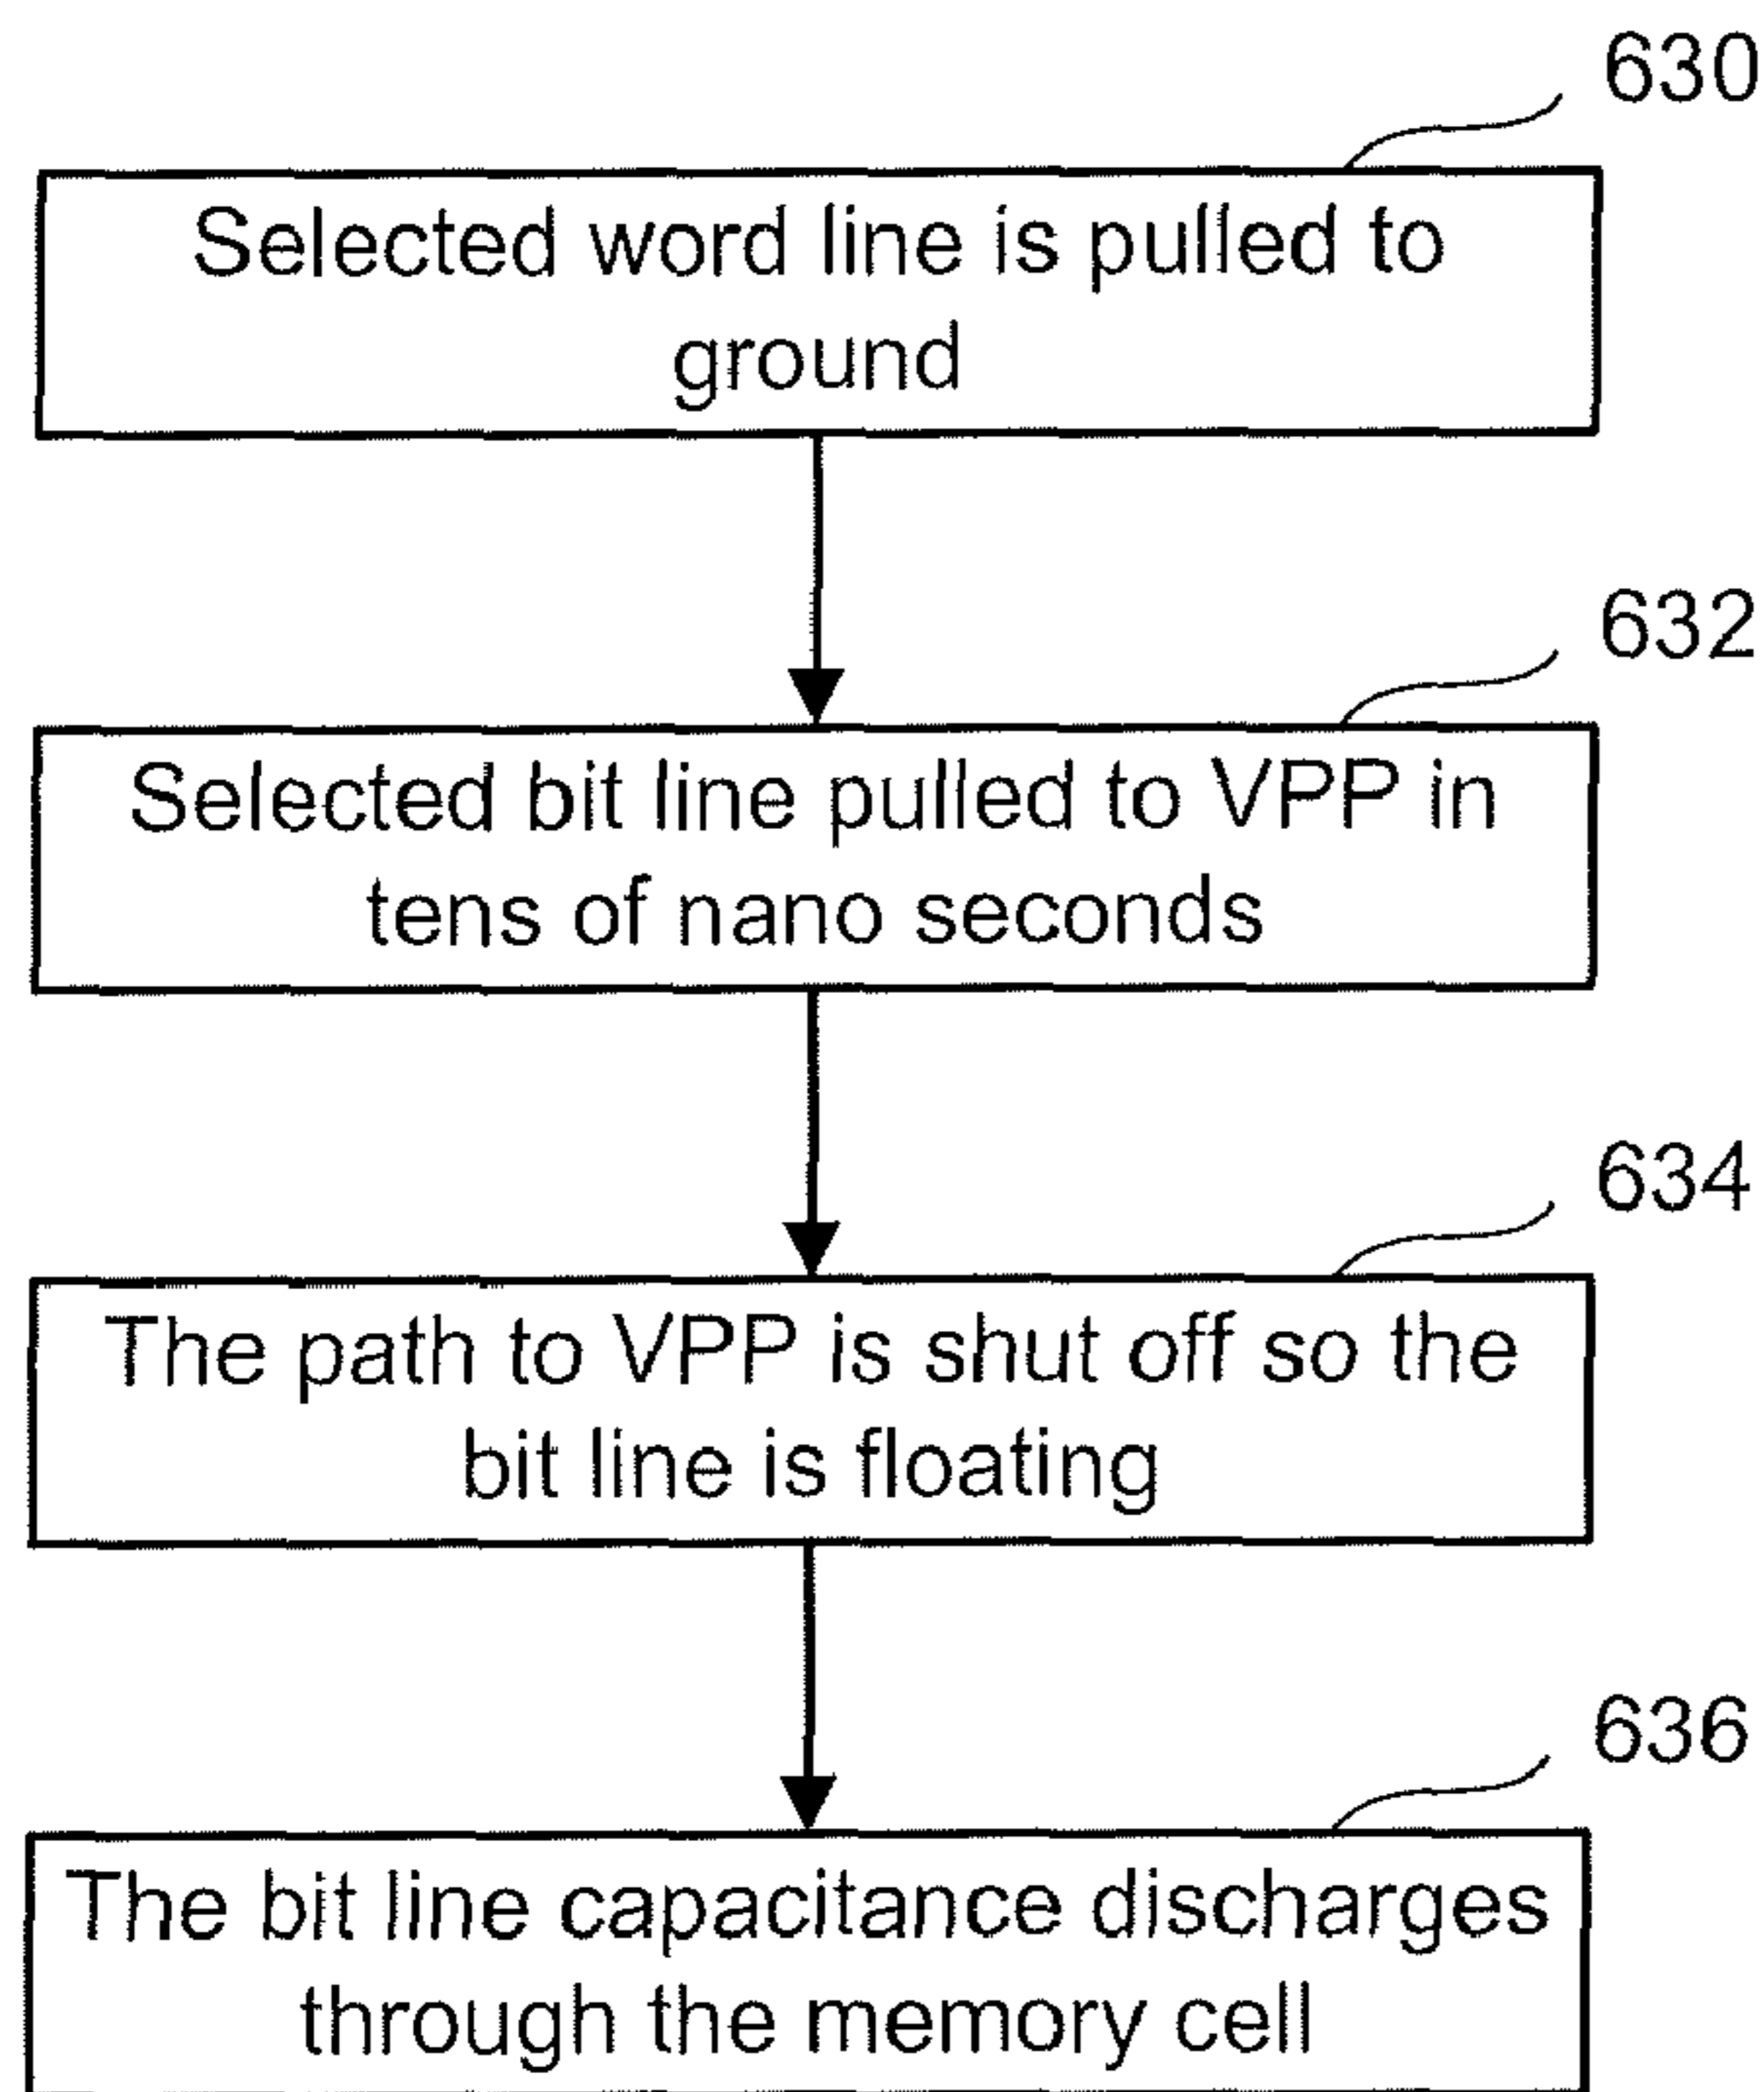 630
Selected word line is pulled to
ground
632
Selected bit line pulled to VPP in
tens of nano seconds
634
The path to VPP is shut off so the
bit line is floating
636
The bit line capacitance discharges
through the memory cell